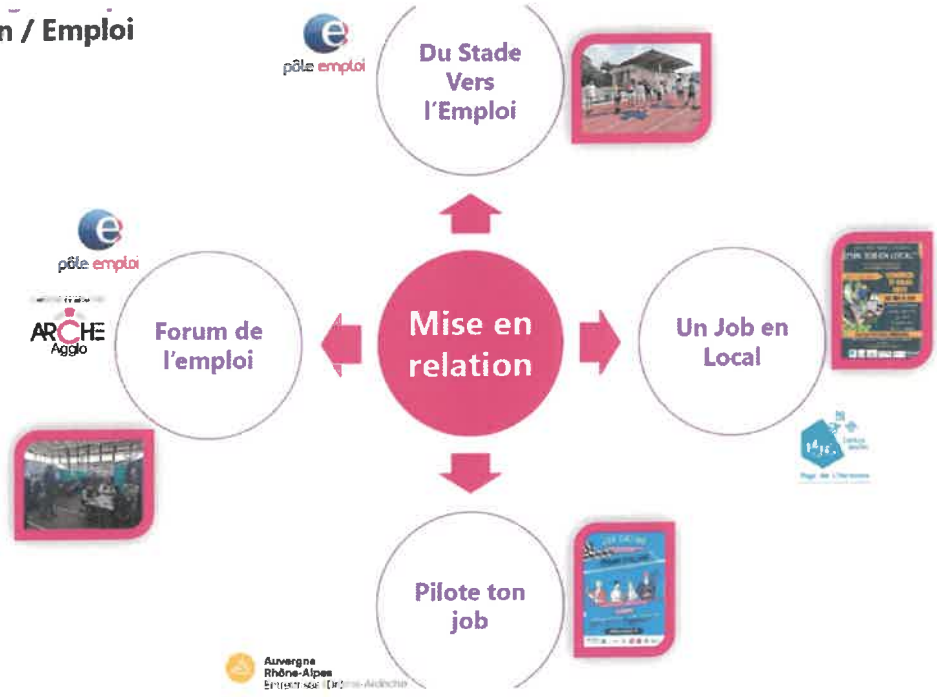 n / Emploi
pôle emploi
Du Stade
Vers
l'Emploi
pôle emploi
ARCHE
Agglo
Forum de
l'emploi
Mise en
relation
Un Job en
Local
Pilote ton
job
Auvergne
Rhône-Alpes